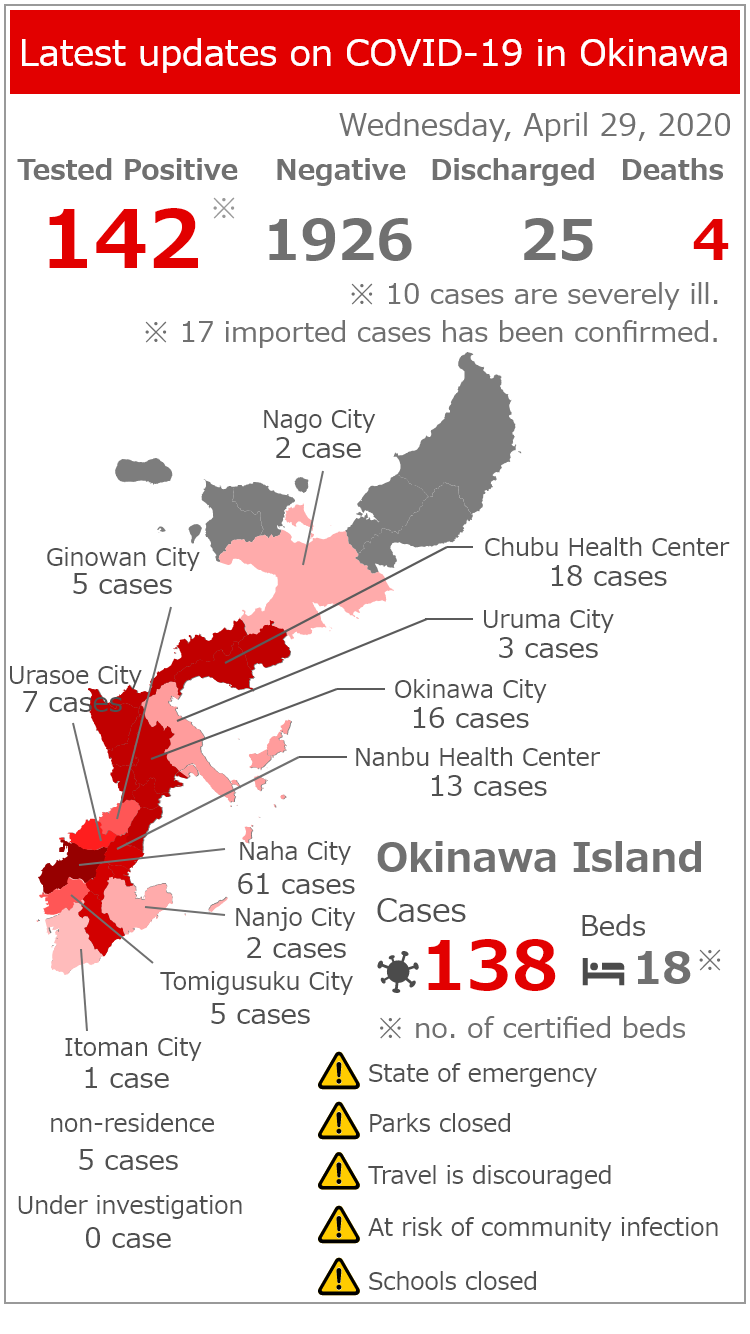 Latest updates on COVID-19 in Okinawa
Wednesday, April 29, 2020
Tested Positive Negative Discharged Deaths
142 ※ 1926 25 4
※ 10 cases are severely ill.
※ 17 imported cases has been confirmed.
Nago City
2 case
Ginowan City
5 cases
Chubu Health Center
18 cases
Uruma City
3 cases
Urasoe City
7 cases
Okinawa City
16 cases
Nanbu Health Center
13 cases
Naha City
61 cases
Nanjo City
2 cases
Tomigusuku City
5 cases
Itoman City
1 case
non-residence
5 cases
Under investigation
0 case
Okinawa Island
Cases
138
Beds
18 ※
※ no. of certified beds
State of emergency
Parks closed
Travel is discouraged
At risk of community infection
Schools closed